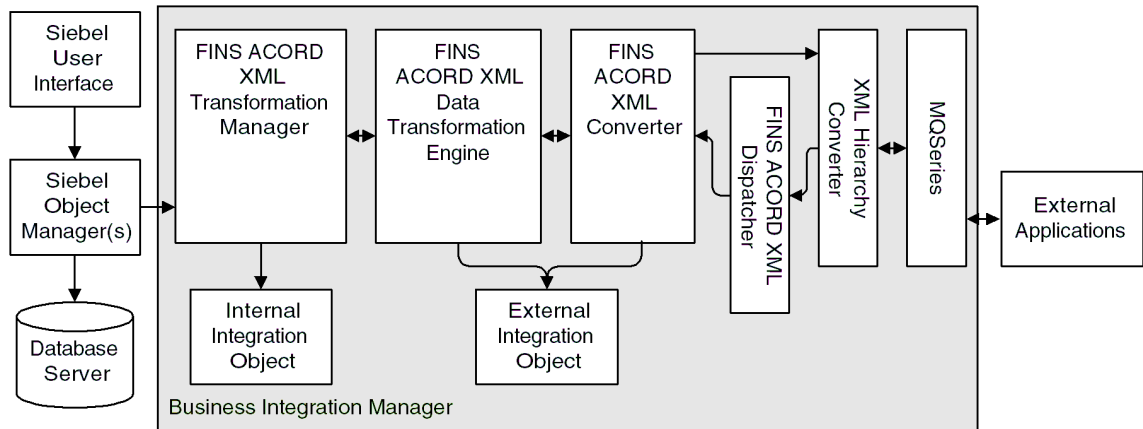 Siebel
User
Interface
Siebel
Object
Manager(s)
Database
Server
FINS ACORD
XML
Transformation
Manager
FINS
ACORD XML
Data
Transformation
Engine
FINS
ACORD
XML
Converter
FINS ACORD XML
Dispatcher
XML Hierarchy
Converter
MQSeries
External
Applications
Internal
Integration
Object
External
Integration
Object
Business Integration Manager